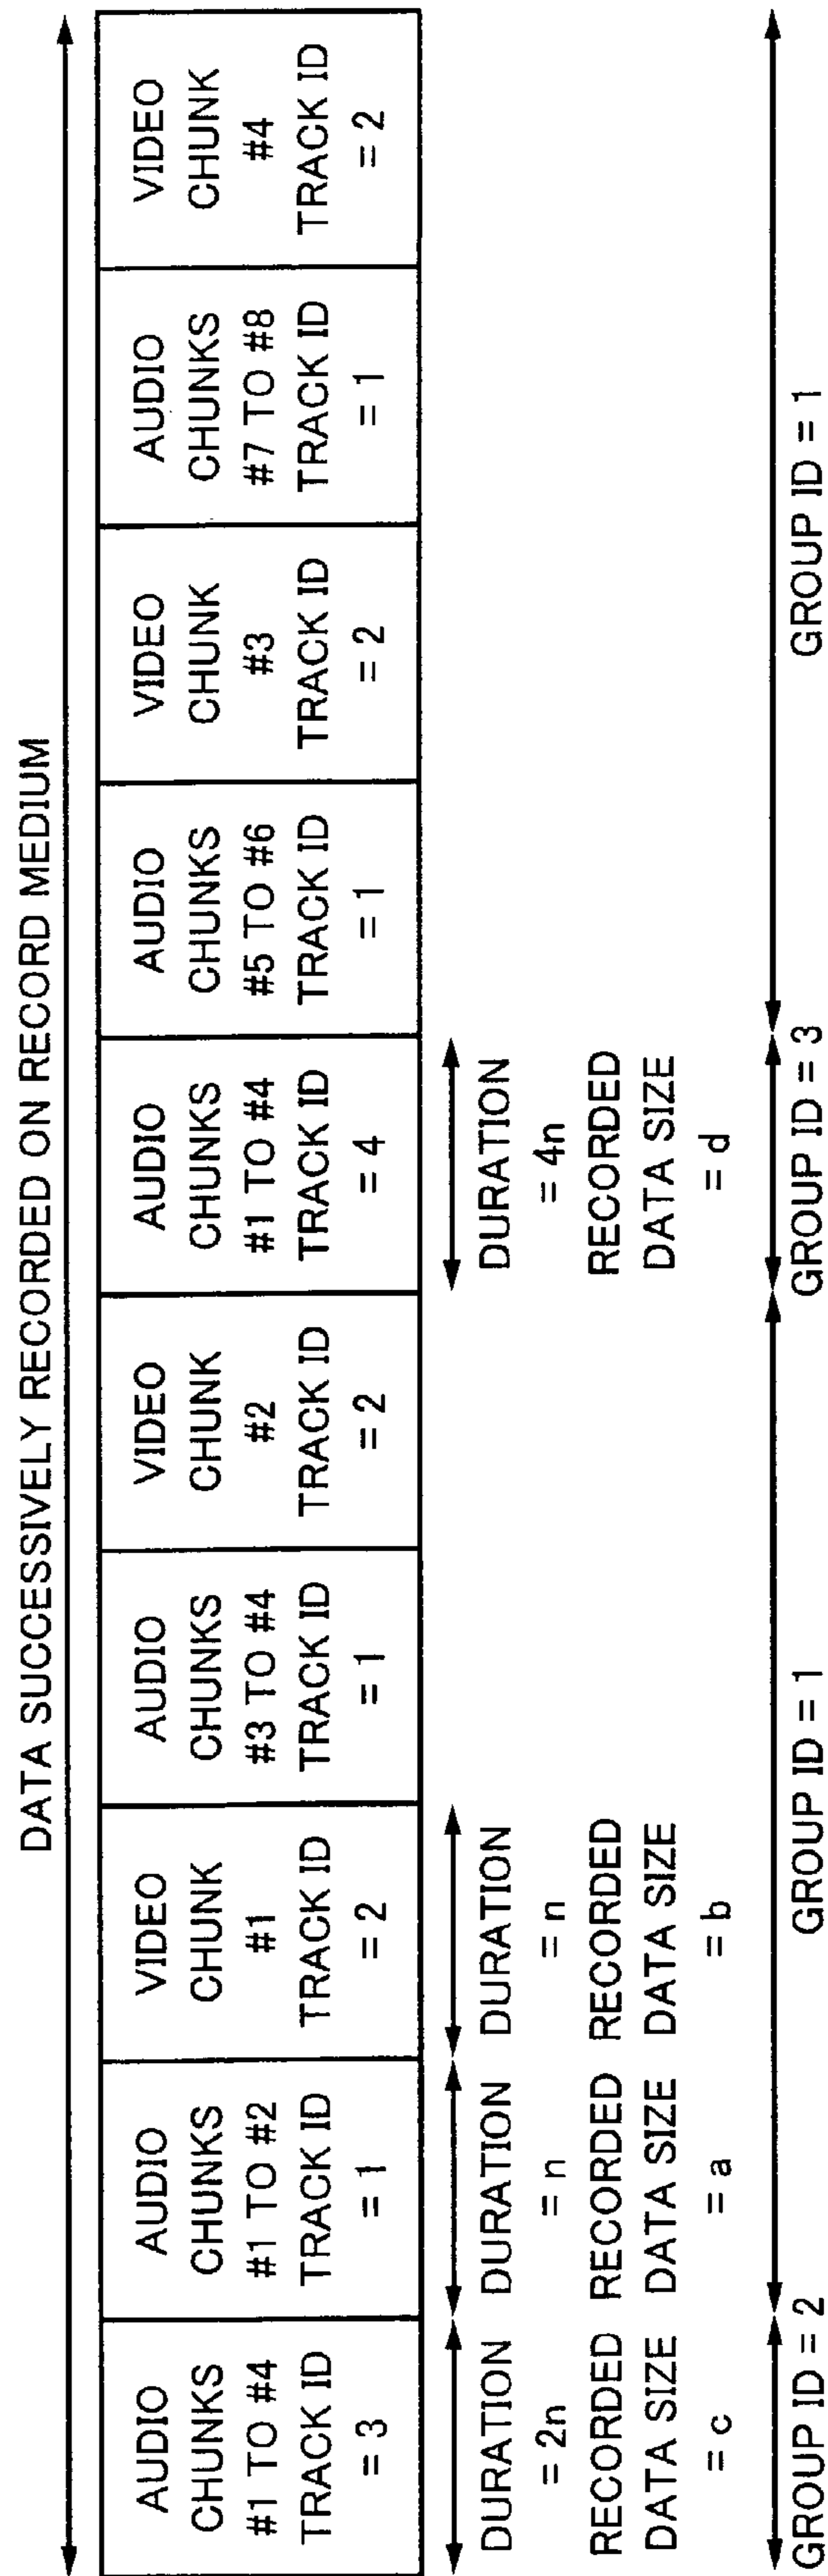 DATA SUCCESSIVELY RECORDED ON RECORD MEDIUM
AUDIO
CHUNKS
#1 TO #4
TRACK ID
= 3
AUDIO
CHUNKS
#1 TO #2
TRACK ID
= 1
VIDEO
CHUNK
#1
TRACK ID
= 2
AUDIO
CHUNKS
#3 TO #4
TRACK ID
= 1
VIDEO
CHUNK
#2
TRACK ID
= 2
AUDIO
CHUNKS
#1 TO #4
TRACK ID
= 4
AUDIO
CHUNKS
#5 TO #6
TRACK ID
= 1
VIDEO
CHUNK
#3
TRACK ID
= 2
AUDIO
CHUNKS
#7 TO #8
TRACK ID
= 1
VIDEO
CHUNK
#4
TRACK ID
= 2
DURATION
= 2n
RECORDED
DATA SIZE
= c
DURATION
= n
RECORDED
DATA SIZE
= a
DURATION
= n
RECORDED
DATA SIZE
= b
DURATION
= 4n
RECORDED
DATA SIZE
= d
GROUP ID = 2
GROUP ID = 1
GROUP ID = 3
GROUP ID = 1